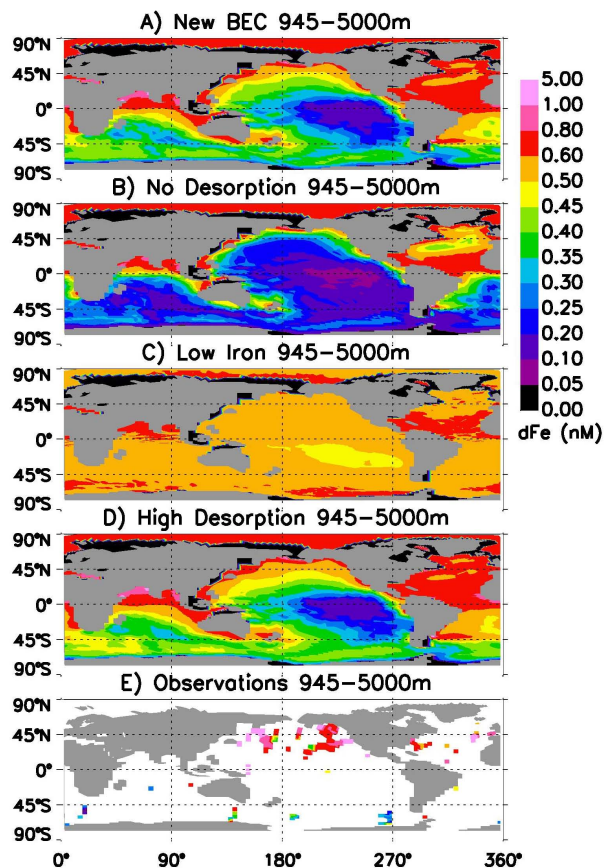 A) New BEC 945-5000m
90°N
45°N
0°
45°S
90°S
B) No Desorption 945-5000m
90°N
45°N
0°
45°S
90°S
C) Low Iron 945-5000m
90°N
45°N
0°
45°S
90°S
D) High Desorption 945-5000m
90°N
45°N
0°
45°S
90°S
E) Observations 945-5000m
90°N
45°N
0°
45°S
90°S
0° 90° 180° 270° 360°
5.00
1.00
0.80
0.60
0.50
0.45
0.40
0.35
0.30
0.25
0.20
0.10
0.05
0.00
dFe (nM)